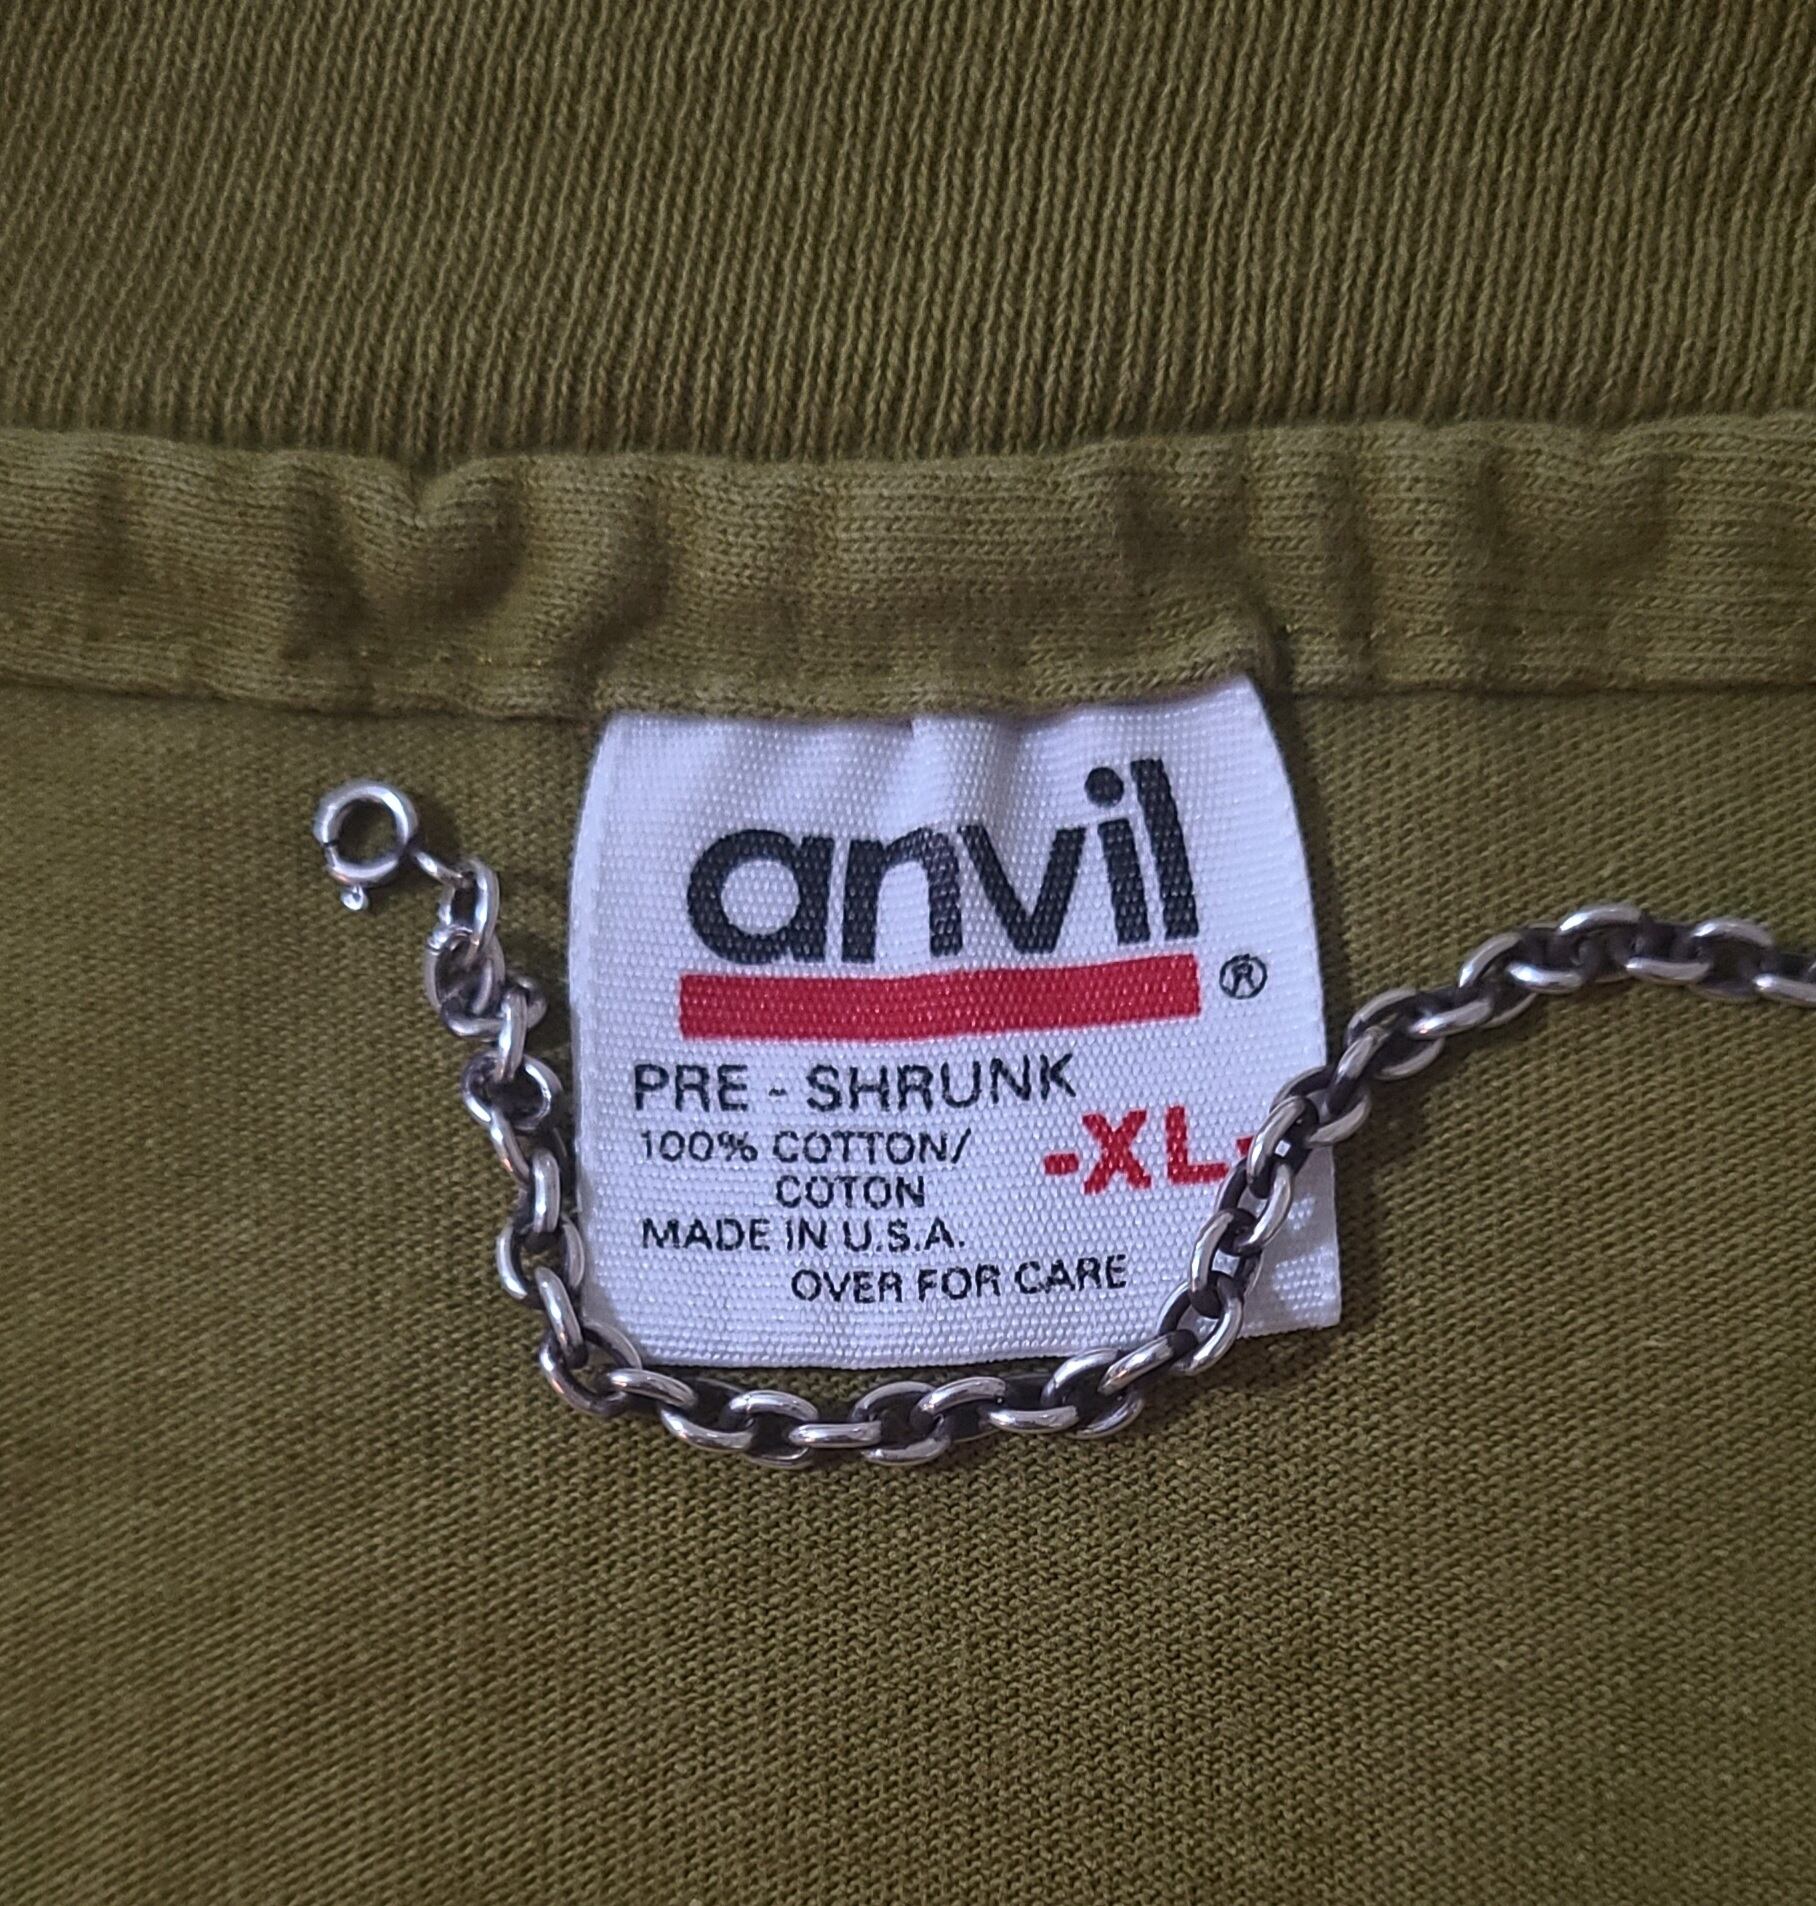 anvil
®
PRE - SHRUNK
100% COTTON/
-XL-
COTON
MADE IN U.S.A.
OVER FOR CARE